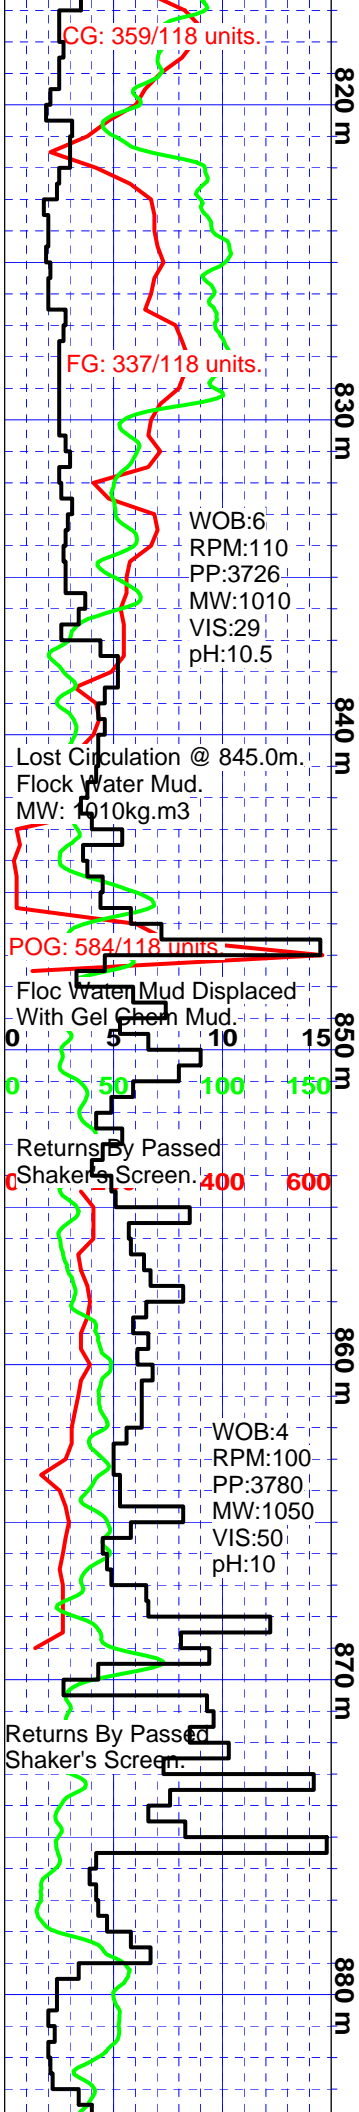 CG: 359/118 units.
820 m
FG: 337/118 units.
830 m
WOB:6
RPM:110
PP:3726
MW:1010
VIS:29
pH:10.5
840 m
Lost Circulation @ 845.0m.
Flock Water Mud.
MW: 1010kg.m3
POG: 584/118 units.
Floc Water Mud Displaced
With Gel Chem Mud.
0 5 10 15
850 m
0 50 100 150
Returns By Passed
Shaker's Screen.
0 200 400 600
860 m
WOB:4
RPM:100
PP:3780
MW:1050
VIS:50
pH:10
870 m
Returns By Passed
Shaker's Screen.
880 m